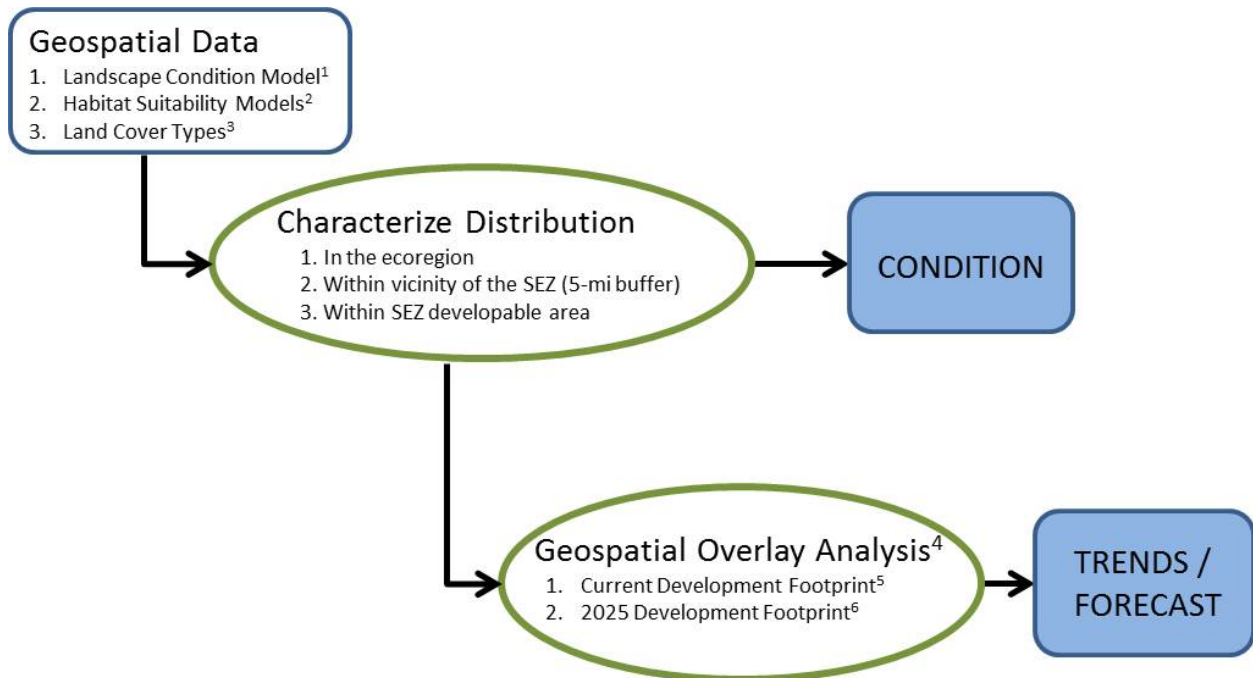 Geospatial Data
1. Landscape Condition Model¹
2. Habitat Suitability Models²
3. Land Cover Types³
Characterize Distribution
1. In the ecoregion
2. Within vicinity of the SEZ (5-mi buffer)
3. Within SEZ developable area
CONDITION
Geospatial Overlay Analysis⁴
1. Current Development Footprint⁵
2. 2025 Development Footprint⁶
TRENDS /
FORECAST